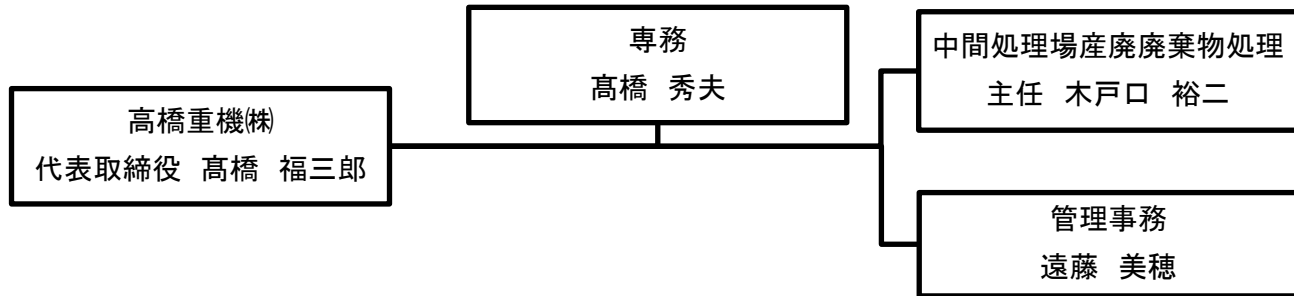 高橋重機㈱
代表取締役 髙橋 福三郎
専務
髙橋 秀夫
中間処理場産廃廃棄物処理
主任 木戸口 裕二
管理事務
遠藤 美穂